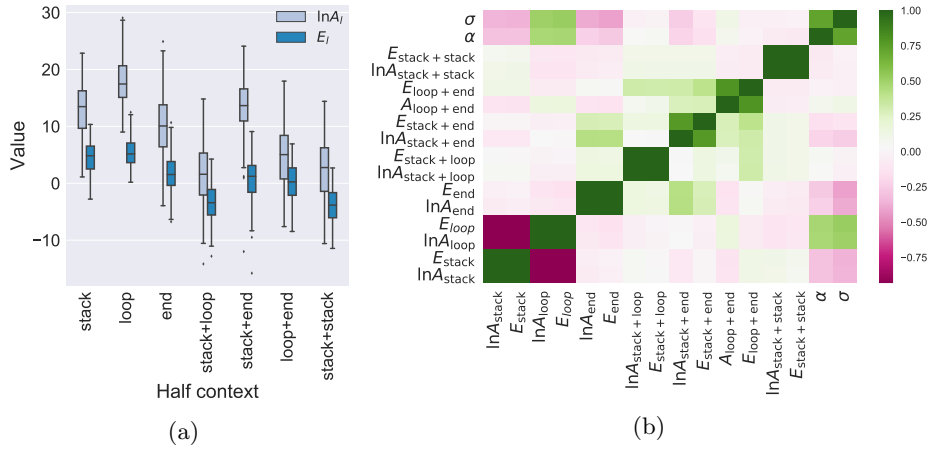 lnA_l
E_l
30
20
10
0
−10
Value
stack
loop
end
stack+loop
stack+end
loop+end
stack+stack
Half context
(a)
σ
α
E_stack + stack
lnA_stack + stack
E_loop + end
A_loop + end
E_stack + end
lnA_stack + end
E_stack + loop
lnA_stack + loop
E_end
lnA_end
E_loop
lnA_loop
E_stack
lnA_stack
lnA_stack
E_stack
lnA_loop
E_loop
lnA_end
E_end
lnA_stack + loop
E_stack + loop
lnA_stack + end
E_stack + end
A_loop + end
E_loop + end
lnA_stack + stack
E_stack + stack
α
σ
1.00
0.75
0.50
0.25
0.00
−0.25
−0.50
−0.75
(b)